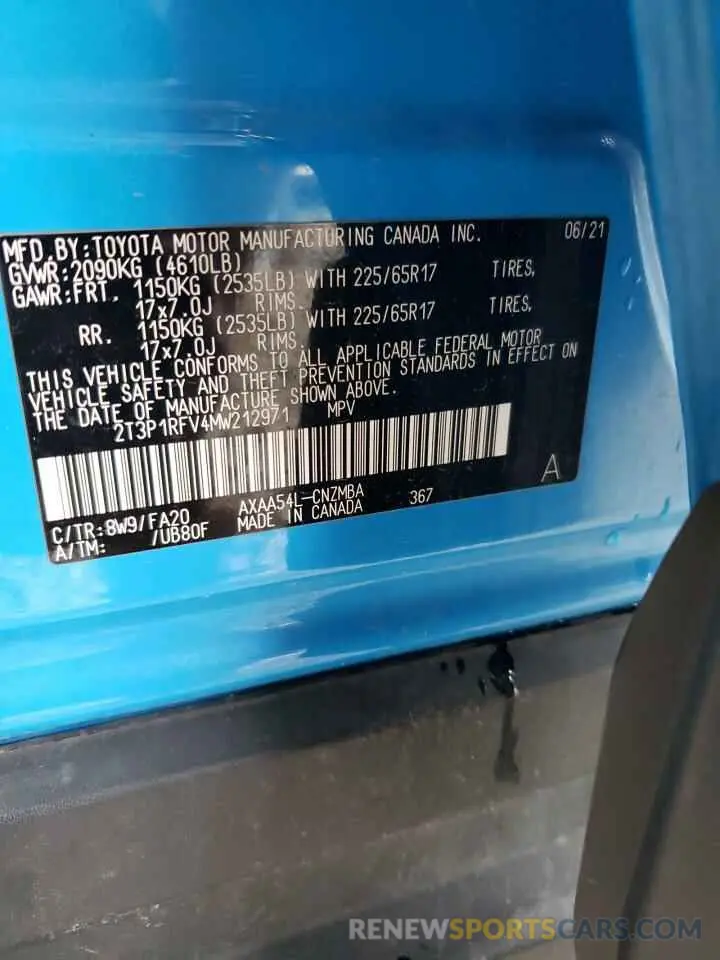 MFD.BY:TOYOTA MOTOR MANUFACTURING CANADA INC. 06/21
GVWR:2090KG (4610LB)
GAWR:FRT. 1150KG (2535LB) WITH 225/65R17 TIRES,
17x7.0J RIMS.
RR. 1150KG (2535LB) WITH 225/65R17 TIRES,
17x7.0J RIMS.
THIS VEHICLE CONFORMS TO ALL APPLICABLE FEDERAL MOTOR
VEHICLE SAFETY AND THEFT PREVENTION STANDARDS IN EFFECT ON
THE DATE OF MANUFACTURE SHOWN ABOVE.
2T3P1RFV4MW212971 MPV
A
C/TR:8W9/FA20 AXAA54L-CNZMBA 367
A/TM: /UB80F MADE IN CANADA
RENEWSPORTSCARS.COM